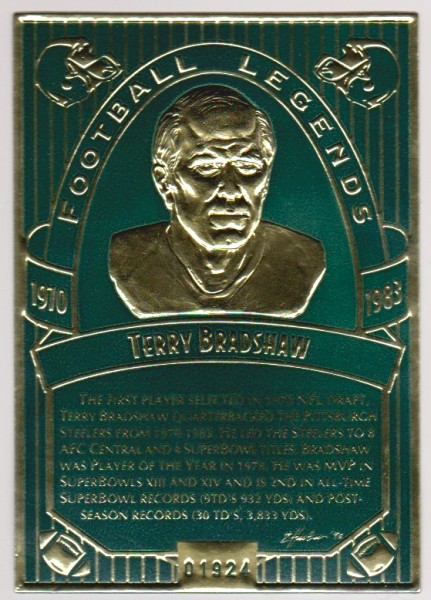 FOOTBALL LEGENDS
1970
1983
TERRY BRADSHAW
THE FIRST PLAYER SELECTED IN 1970 NFL DRAFT,
TERRY BRADSHAW QUARTERBACKED THE PITTSBURGH
STEELERS FROM 1970-1983. HE LED THE STEELERS TO 8
AFC CENTRAL AND 4 SUPERBOWL TITLES. BRADSHAW
WAS PLAYER OF THE YEAR IN 1978. HE WAS MVP IN
SUPERBOWLS XIII AND XIV AND IS 2ND IN ALL-TIME
SUPERBOWL RECORDS (9TD'S 932 YDS) AND POST-
SEASON RECORDS (30 TD'S, 3,833 YDS).
01924